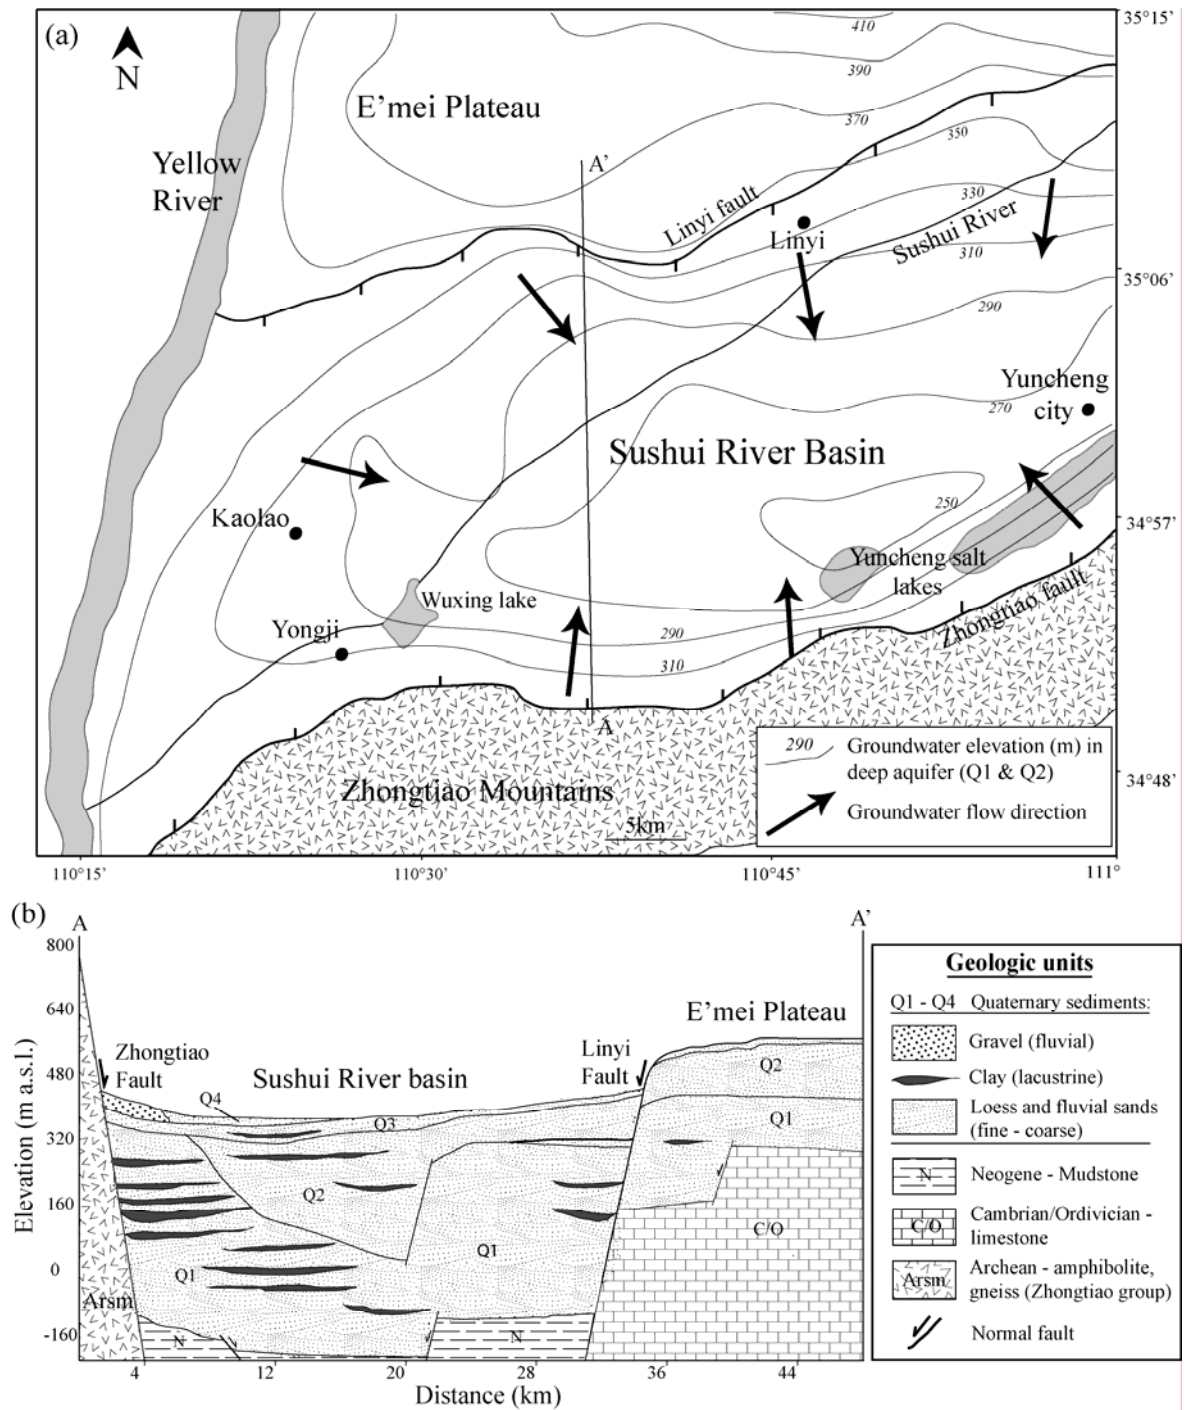 (a)
N
35°15'
410
390
E'mei Plateau
370
350
Yellow
River
A'
Linyi fault
330
Linyi
Sushui River
310
35°06'
290
Yuncheng
city
270
Sushui River Basin
250
Kaolao
34°57'
Yuncheng salt
lakes
Wuxing lake
Zhongtiao fault
Yongji
290
310
A
290 Groundwater elevation (m) in
deep aquifer (Q1 & Q2)
Groundwater flow direction
34°48'
Zhongtiao Mountains
5km
110°15'
110°30'
110°45'
111°
(b)
A
A'
800
640
480
320
160
0
-160
Elevation (m a.s.l.)
Zhongtiao
Fault
Sushui River basin
Linyi
Fault
E'mei Plateau
Q4
Q3
Q2
Q1
Q2
Q1
Q1
C/O
Arsm
N
N
4
12
20
28
36
44
Distance (km)
Geologic units
Q1 - Q4 Quaternary sediments:
Gravel (fluvial)
Clay (lacustrine)
Loess and fluvial sands
(fine - coarse)
N Neogene - Mudstone
C/O Cambrian/Ordivician -
limestone
Arsm Archean - amphibolite,
gneiss (Zhongtiao group)
Normal fault